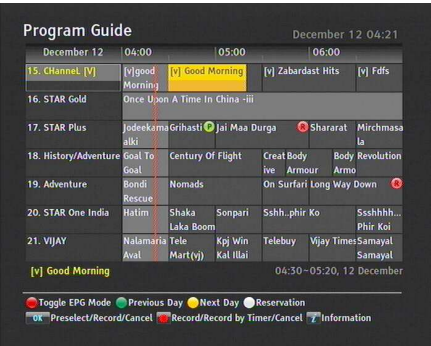 Program Guide
December 12 04:21
December 12 04:00 05:00 06:00
15. CHanneL [V] [v]good Morning [v] Good Morning [v] Zabardast Hits [v] Fdfs
16. STAR Gold Once Upon A Time In China -iii
17. STAR Plus Jodeekamaalki Grihasti P Jai Maa Durga R Shararat Mirchmasala
18. History/Adventure Goal To Goal Century Of Flight Creative Body Armour Body Armo Revolution
19. Adventure Bondi Rescue Nomads On Surfari Long Way Down R
20. STAR One India Hatim Shaka Laka Boom Sonpari Sshh..phir Ko Ssshhhh... Phir Koi
21. VIJAY Nalamaria Aval Tele Mart(vj) Kpj Win Kal Illai Telebuy Vijay Times Samayal Samayal
[v] Good Morning 04:30~05:20, 12 December
Toggle EPG Mode Previous Day Next Day Reservation
OK Preselect/Record/Cancel Record/Record by Timer/Cancel i Information